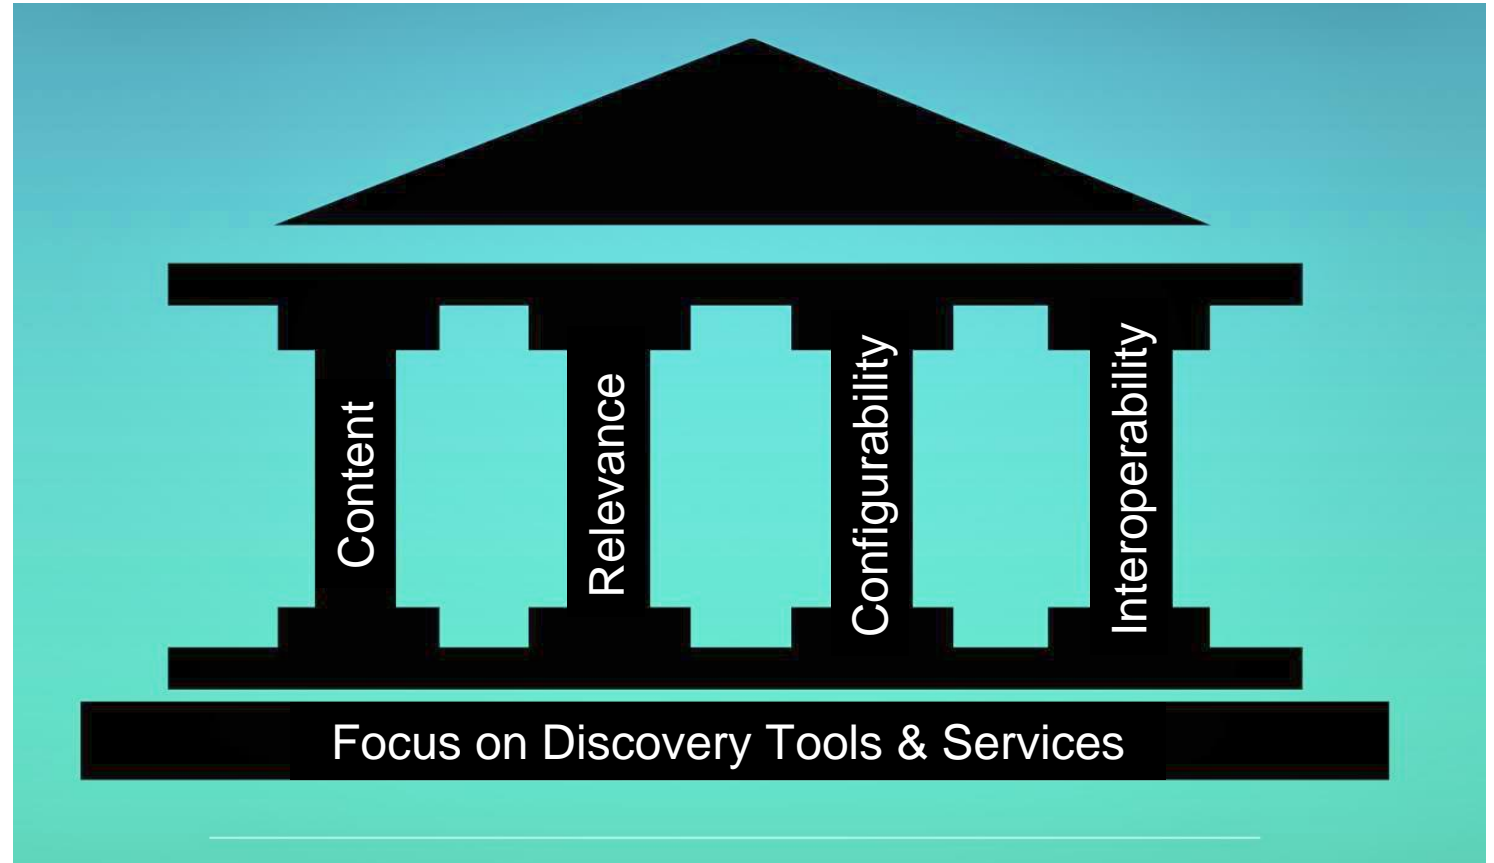 Content
Relevance
Configurability
Interoperability
Focus on Discovery Tools & Services